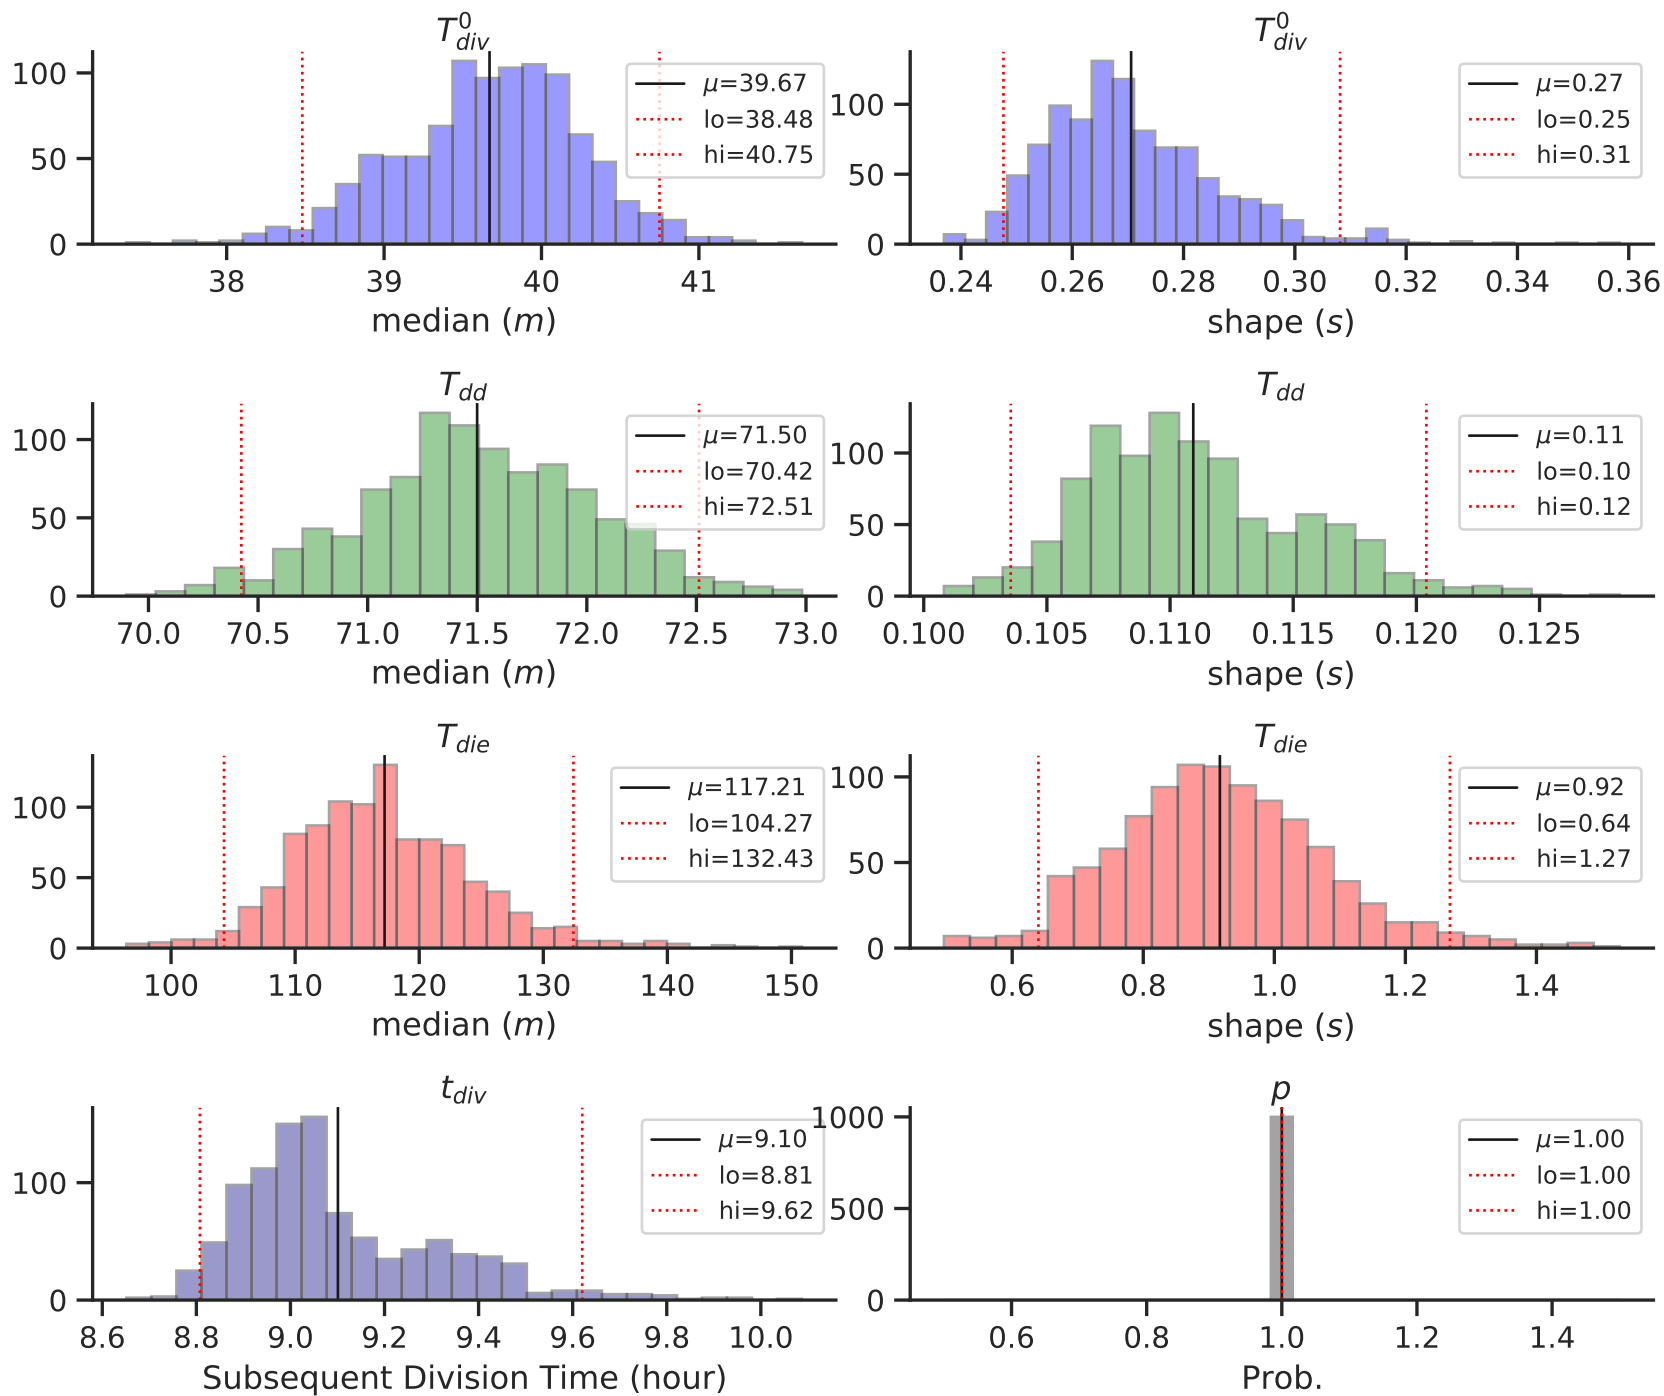 T⁰div
100
50
0
38 39 40 41
median (m)
μ=39.67
lo=38.48
hi=40.75
T⁰div
100
50
0
0.24 0.26 0.28 0.30 0.32 0.34 0.36
shape (s)
μ=0.27
lo=0.25
hi=0.31
Tdd
100
50
0
70.0 70.5 71.0 71.5 72.0 72.5 73.0
median (m)
μ=71.50
lo=70.42
hi=72.51
Tdd
100
50
0
0.100 0.105 0.110 0.115 0.120 0.125
shape (s)
μ=0.11
lo=0.10
hi=0.12
Tdie
100
50
0
100 110 120 130 140 150
median (m)
μ=117.21
lo=104.27
hi=132.43
Tdie
100
50
0
0.6 0.8 1.0 1.2 1.4
shape (s)
μ=0.92
lo=0.64
hi=1.27
tdiv
100
0
8.6 8.8 9.0 9.2 9.4 9.6 9.8 10.0
Subsequent Division Time (hour)
μ=9.10
lo=8.81
hi=9.62
p
1000
500
0
0.6 0.8 1.0 1.2 1.4
Prob.
μ=1.00
lo=1.00
hi=1.00